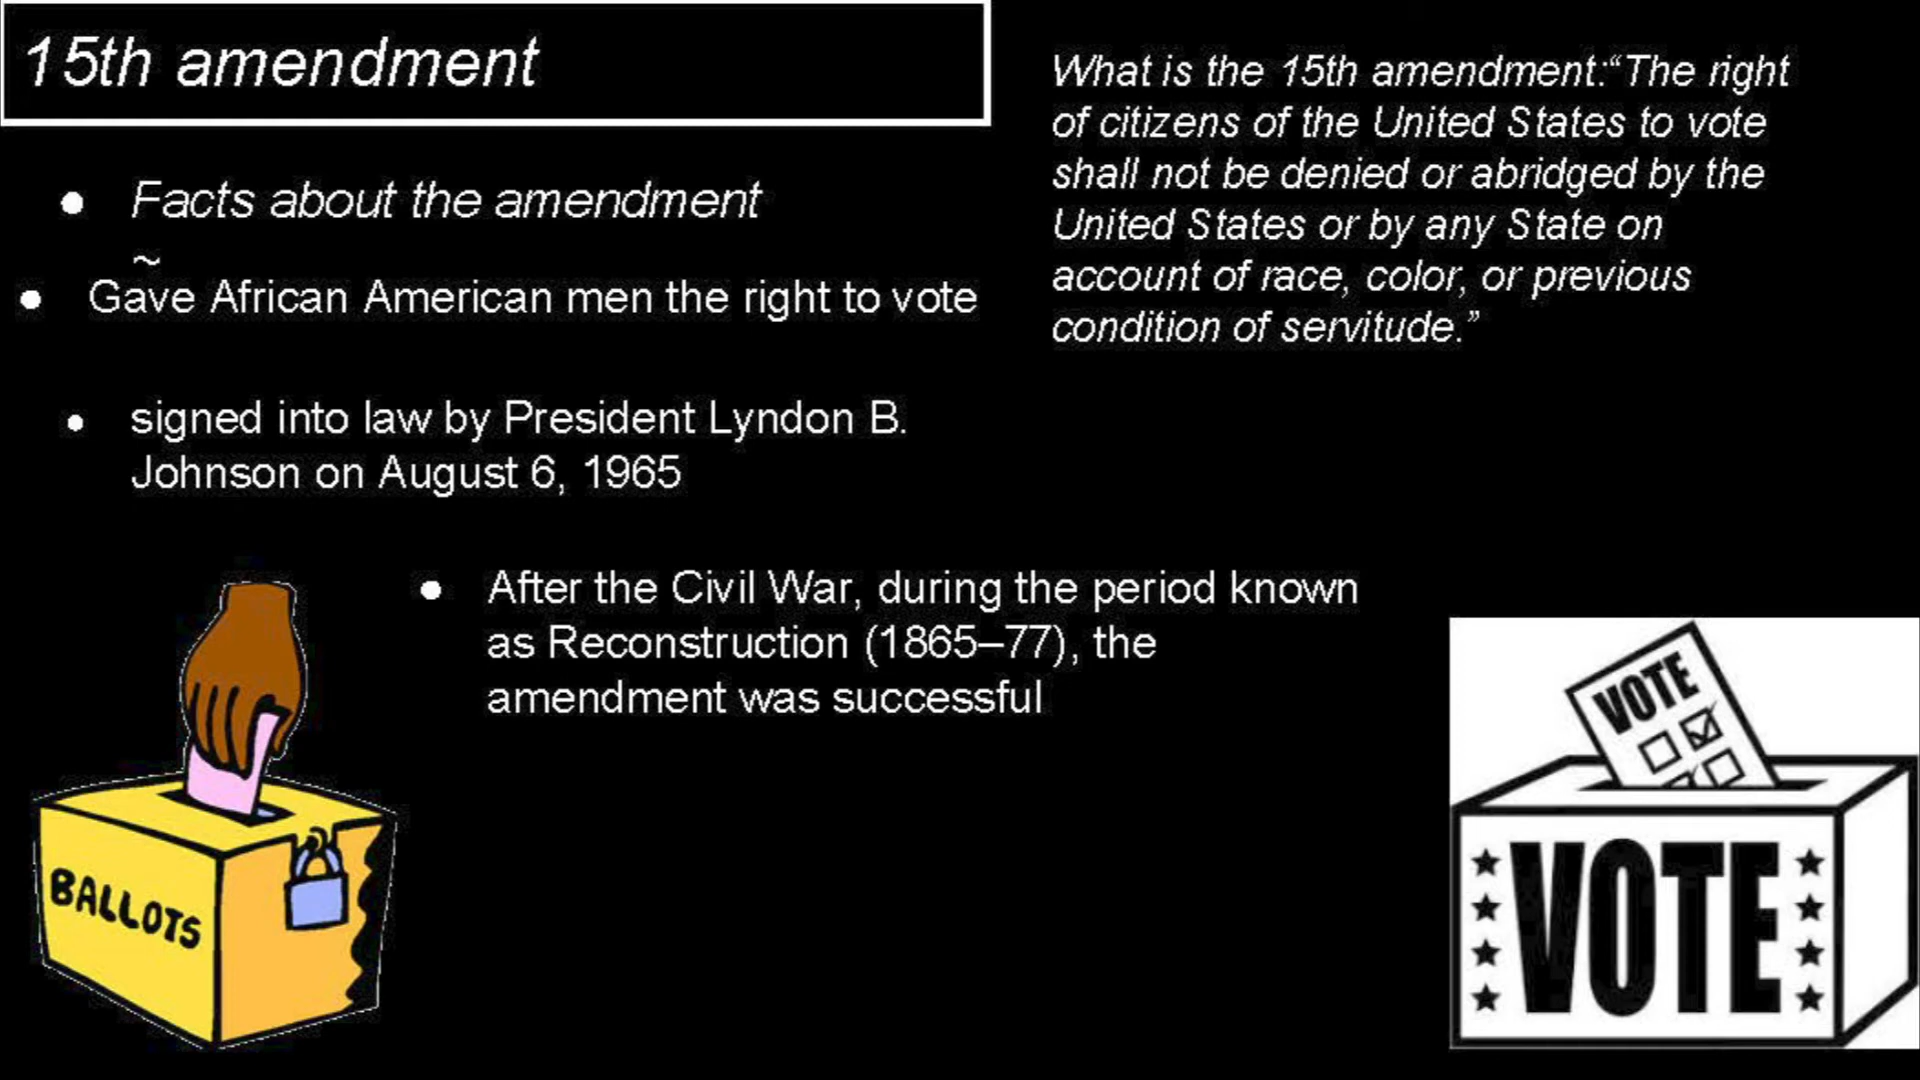 15th amendment
● Facts about the amendment
~
● Gave African American men the right to vote
● signed into law by President Lyndon B.
Johnson on August 6, 1965
What is the 15th amendment:“The right
of citizens of the United States to vote
shall not be denied or abridged by the
United States or by any State on
account of race, color, or previous
condition of servitude.”
● After the Civil War, during the period known
as Reconstruction (1865–77), the
amendment was successful
BALLOTS
VOTE
VOTE